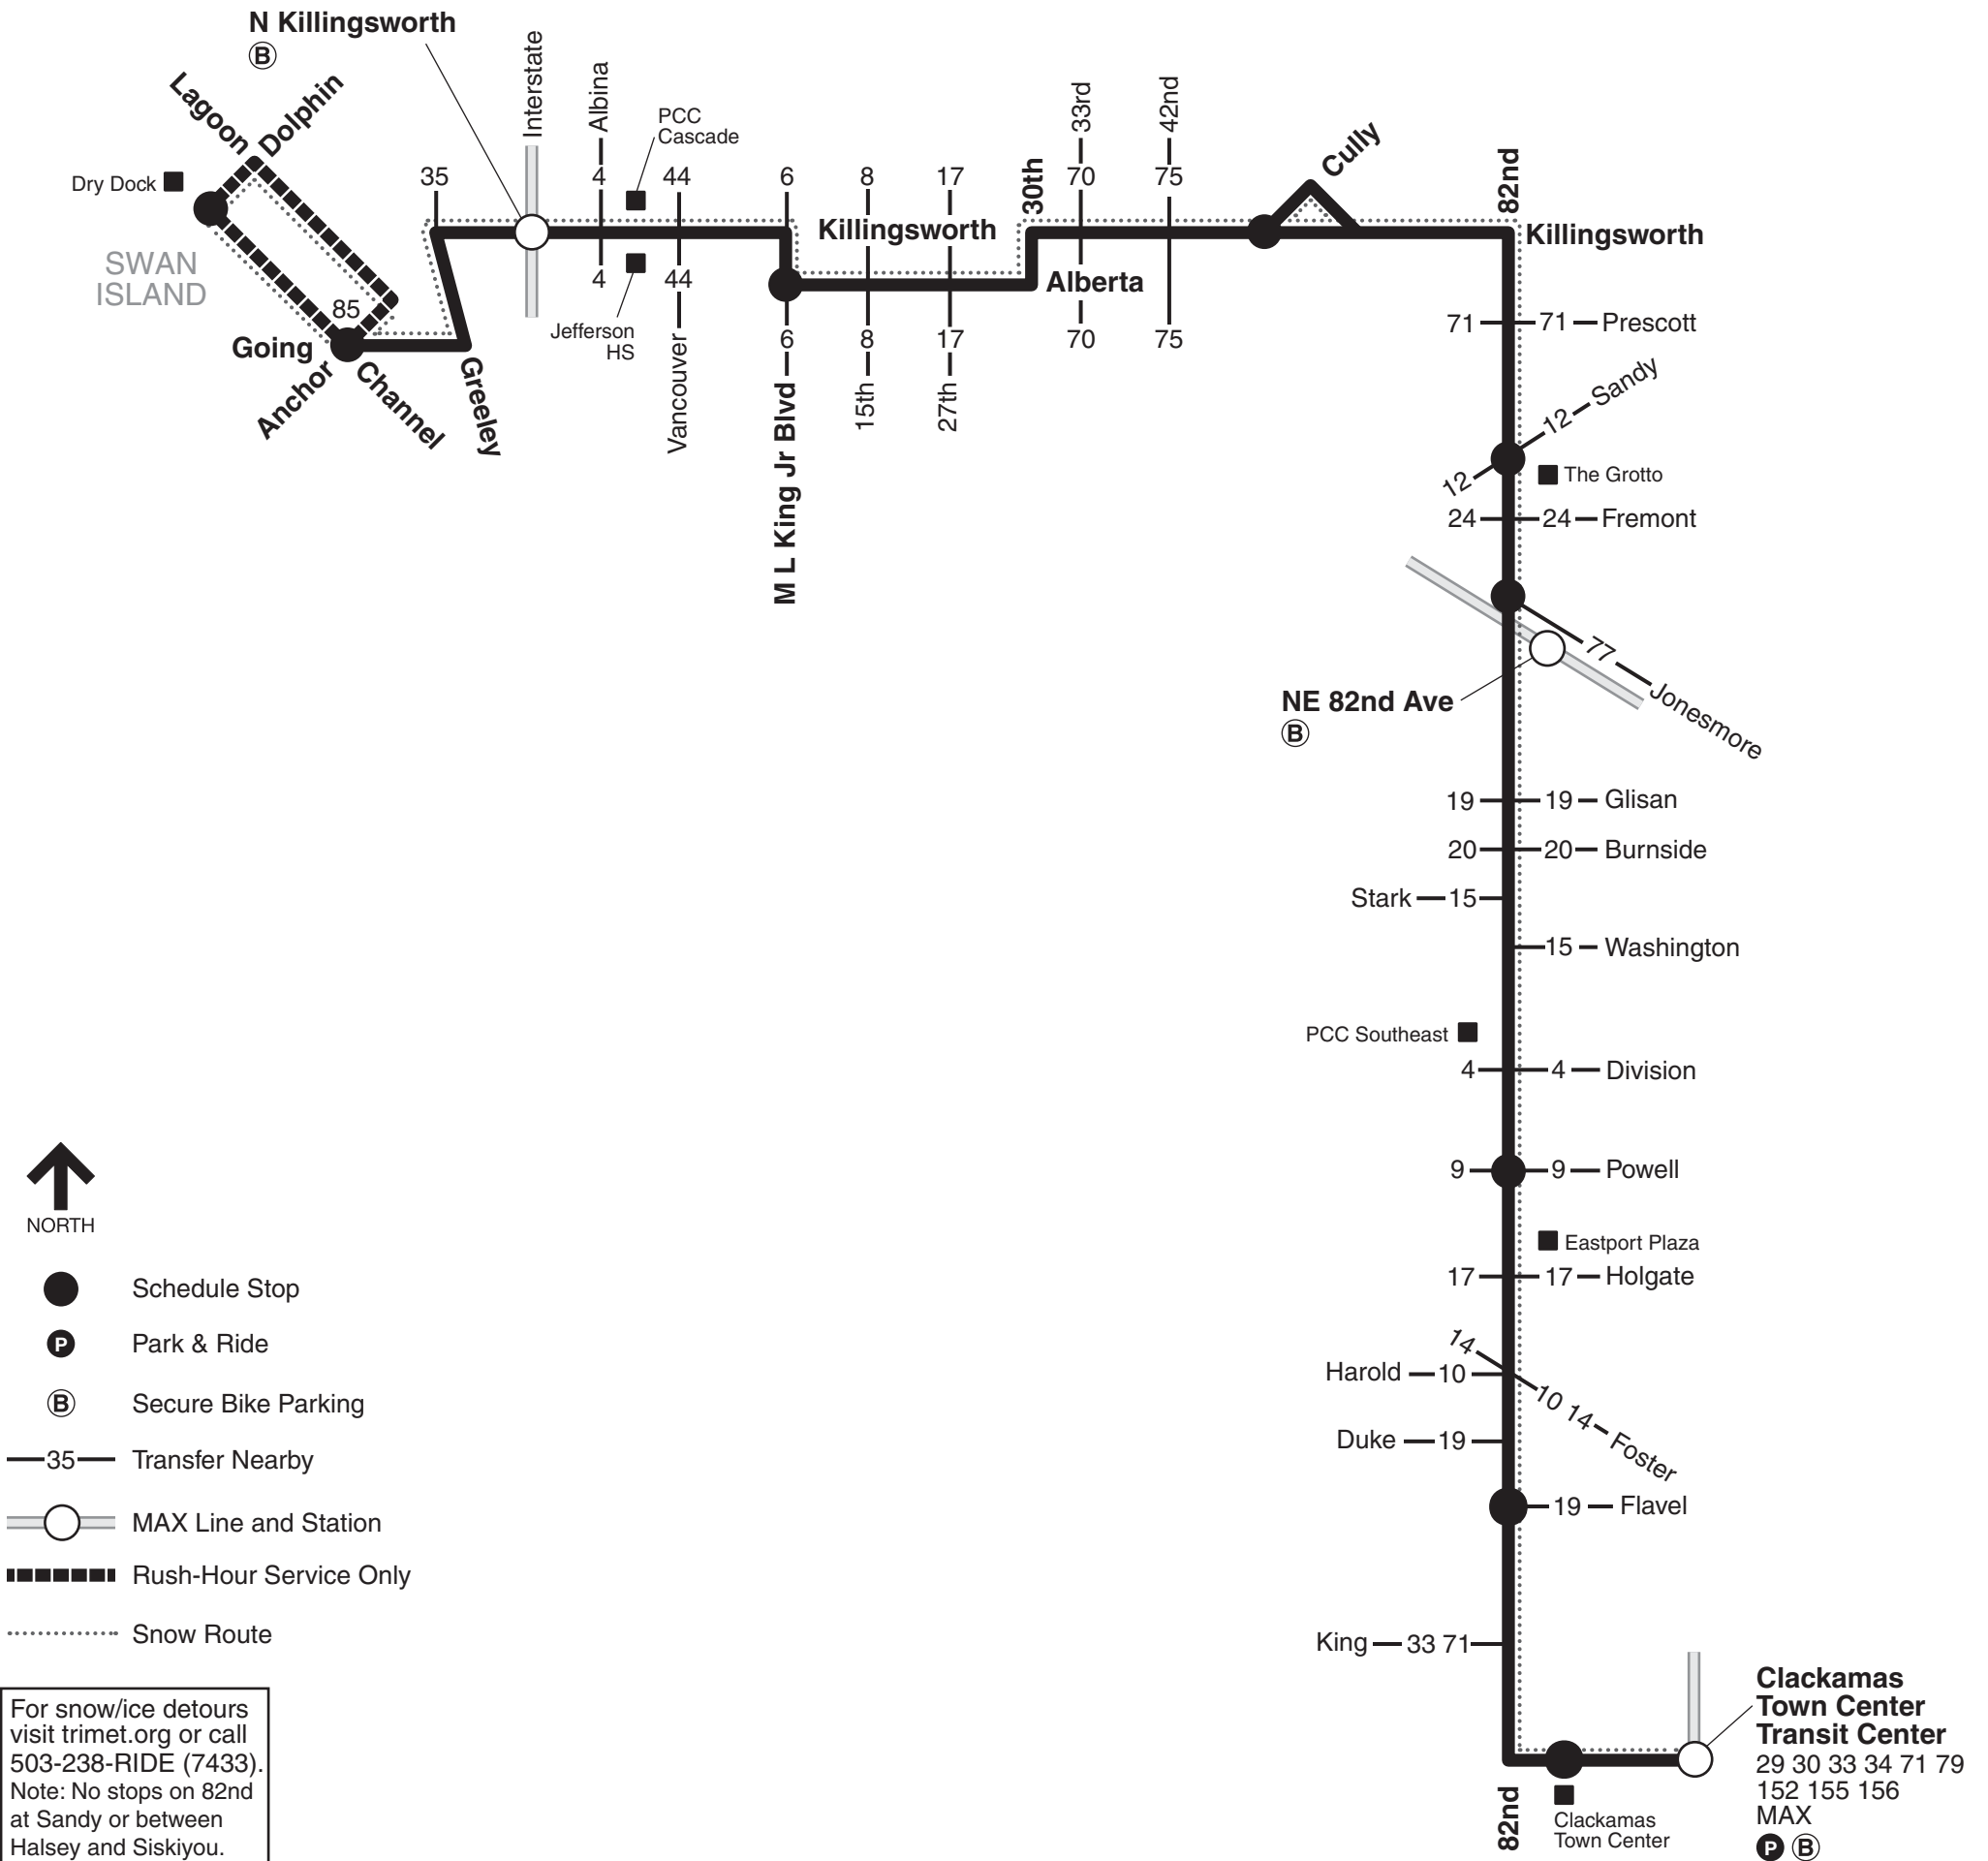 N Killingsworth
B
Lagoon
Dolphin
Dry Dock
SWAN
ISLAND
85
Going
Anchor
Channel
Greeley
35
Interstate
Albina
4
4
PCC
Cascade
Jefferson
HS
44
44
Vancouver
6
6
M L King Jr Blvd
Killingsworth
8
8
15th
17
17
27th
30th
Alberta
33rd
70
70
42nd
75
75
Cully
82nd
Killingsworth
71 71 Prescott
12 12 Sandy
The Grotto
24 24 Fremont
77 Jonesmore
NE 82nd Ave
B
19 19 Glisan
20 20 Burnside
Stark 15
15 Washington
PCC Southeast
4 4 Division
9 9 Powell
Eastport Plaza
17 17 Holgate
14
Harold 10
10 14 Foster
Duke 19
19 Flavel
King 33 71
82nd
Clackamas
Town Center
Clackamas
Town Center
Transit Center
29 30 33 34 71 79
152 155 156
MAX
P B
NORTH
Schedule Stop
P Park & Ride
B Secure Bike Parking
35 Transfer Nearby
MAX Line and Station
Rush-Hour Service Only
Snow Route
For snow/ice detours
visit trimet.org or call
503-238-RIDE (7433).
Note: No stops on 82nd
at Sandy or between
Halsey and Siskiyou.